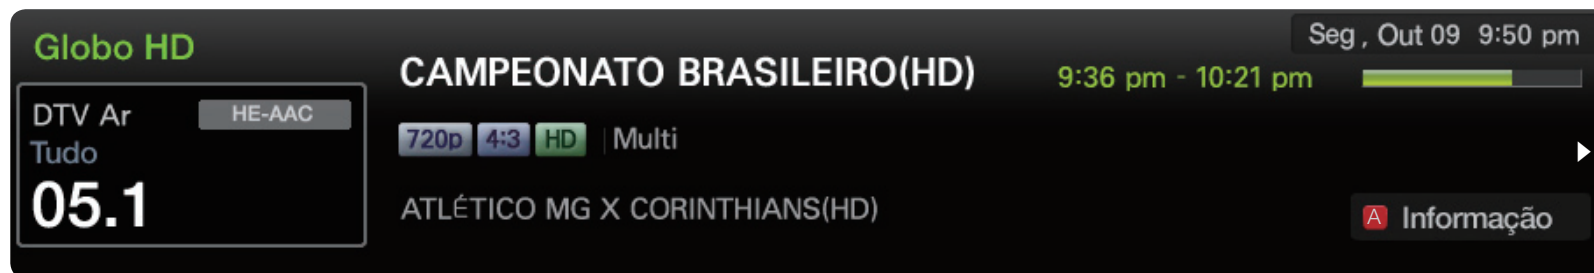 Globo HD
Seg , Out 09 9:50 pm
CAMPEONATO BRASILEIRO(HD) 9:36 pm - 10:21 pm
DTV Ar HE-AAC
Tudo
05.1
720p 4:3 HD Multi
ATLÉTICO MG X CORINTHIANS(HD)
A Informação